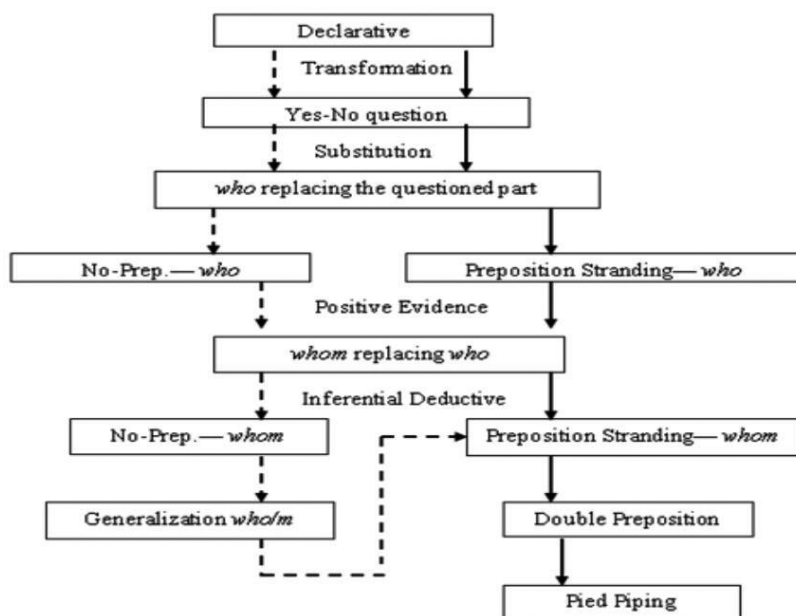 Declarative
Transformation
Yes-No question
Substitution
who replacing the questioned part
No-Prep.— who
Preposition Stranding— who
Positive Evidence
whom replacing who
Inferential Deductive
No-Prep.— whom
Preposition Stranding— whom
Generalization who/m
Double Preposition
Pied Piping